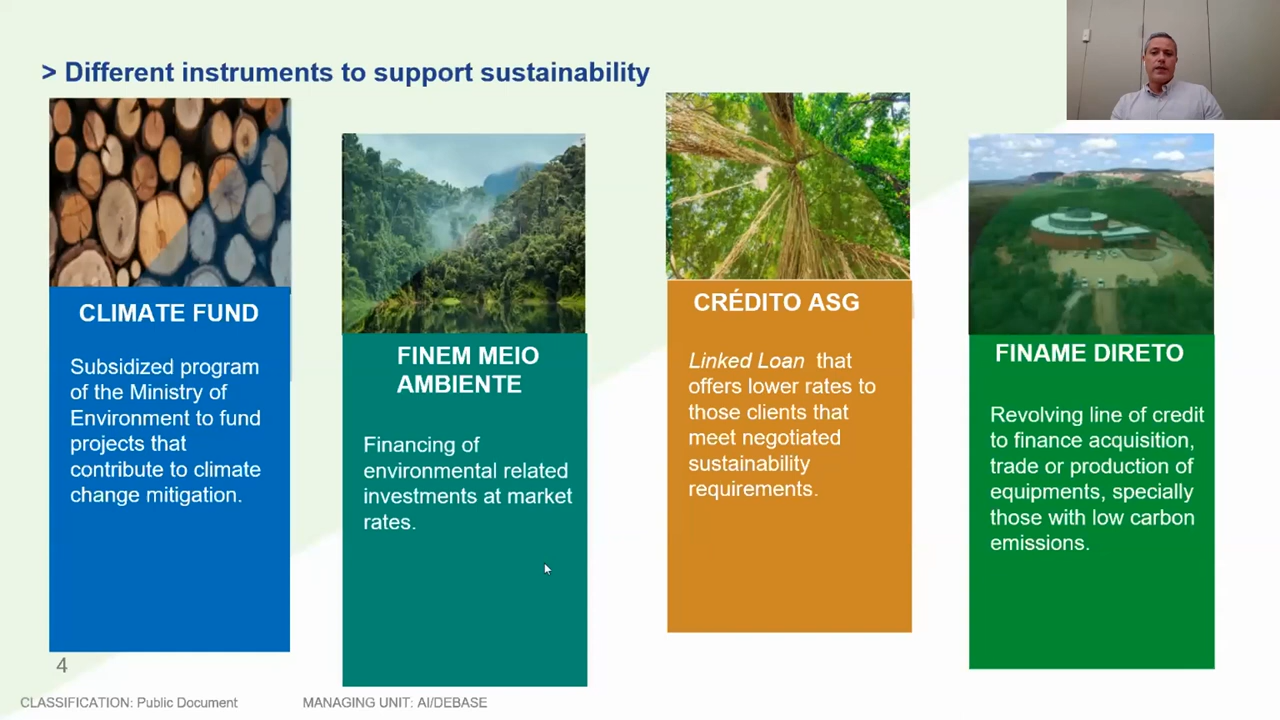 > Different instruments to support sustainability
CLIMATE FUND
Subsidized program
of the Ministry of
Environment to fund
projects that
contribute to climate
change mitigation.
FINEM MEIO
AMBIENTE
Financing of
environmental related
investments at market
rates.
CRÉDITO ASG
Linked Loan that
offers lower rates to
those clients that
meet negotiated
sustainability
requirements.
FINAME DIRETO
Revolving line of credit
to finance acquisition,
trade or production of
equipments, specially
those with low carbon
emissions.
4
CLASSIFICATION: Public Document
MANAGING UNIT: AI/DEBASE